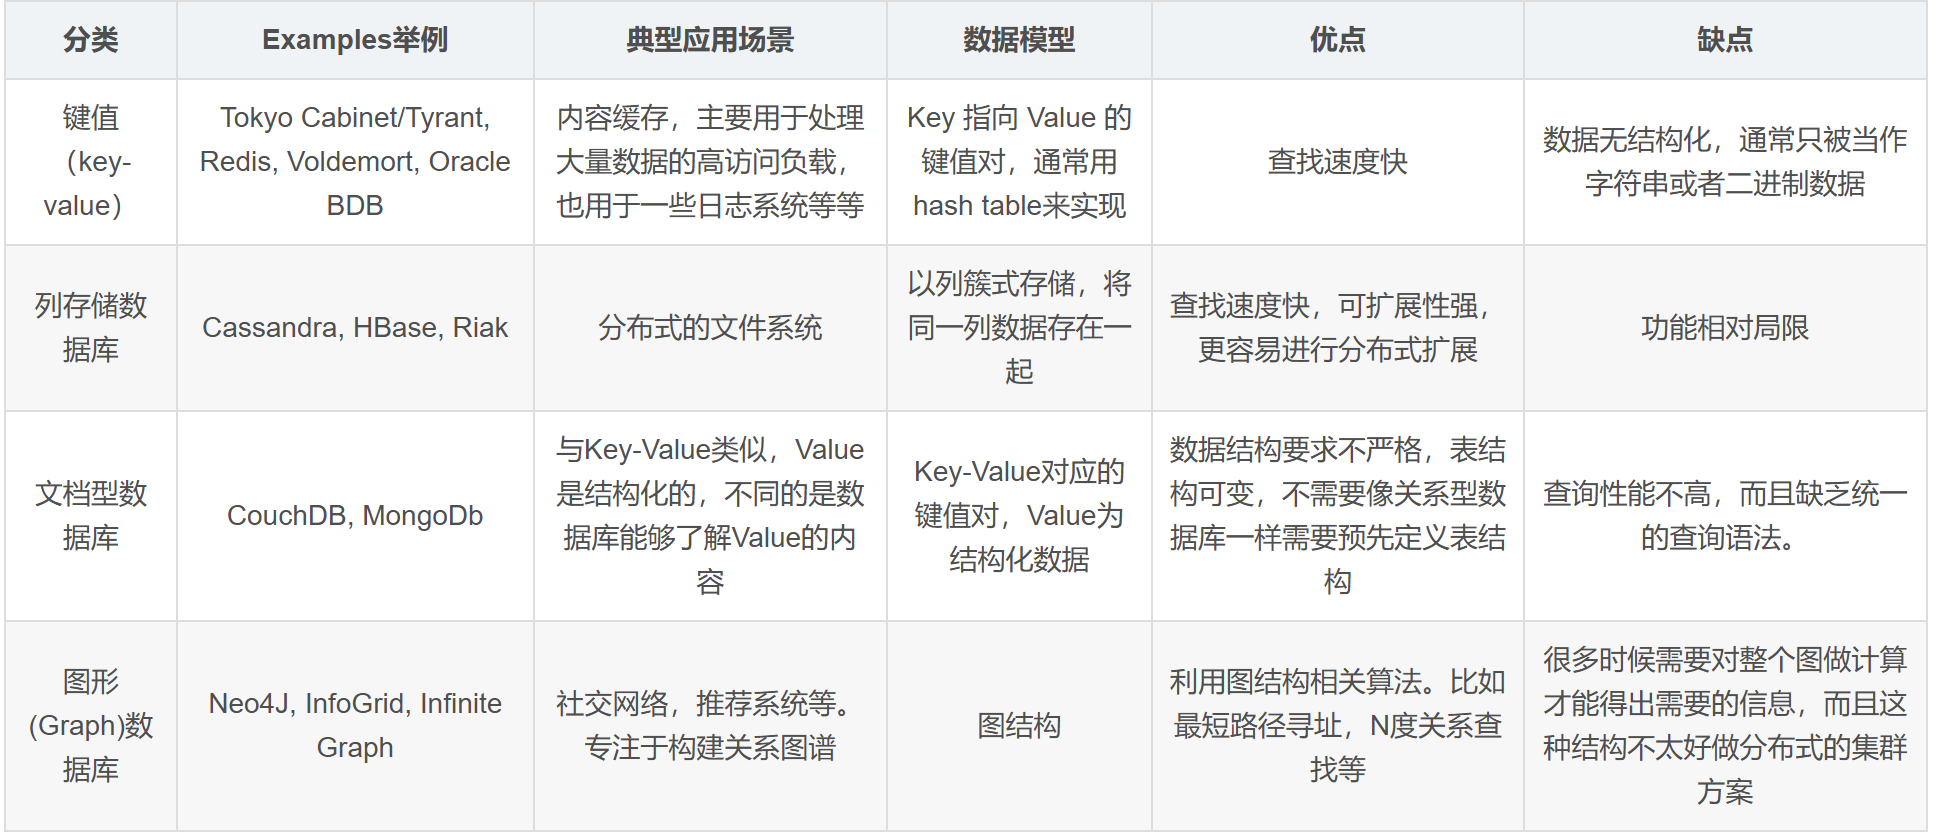 分类
Examples举例
典型应用场景
数据模型
优点
缺点
键值
（key-
value）
Tokyo Cabinet/Tyrant,
Redis, Voldemort, Oracle
BDB
内容缓存，主要用于处理
大量数据的高访问负载，
也用于一些日志系统等等
Key 指向 Value 的
键值对，通常用
hash table来实现
查找速度快
数据无结构化，通常只被当作
字符串或者二进制数据
列存储数
据库
Cassandra, HBase, Riak
分布式的文件系统
以列簇式存储，将
同一列数据存在一
起
查找速度快，可扩展性强，
更容易进行分布式扩展
功能相对局限
文档型数
据库
CouchDB, MongoDb
与Key-Value类似，Value
是结构化的，不同的是数
据库能够了解Value的内
容
Key-Value对应的
键值对，Value为
结构化数据
数据结构要求不严格，表结
构可变，不需要像关系型数
据库一样需要预先定义表结
构
查询性能不高，而且缺乏统一
的查询语法。
图形
(Graph)数
据库
Neo4J, InfoGrid, Infinite
Graph
社交网络，推荐系统等。
专注于构建关系图谱
图结构
利用图结构相关算法。比如
最短路径寻址，N度关系查
找等
很多时候需要对整个图做计算
才能得出需要的信息，而且这
种结构不太好做分布式的集群
方案